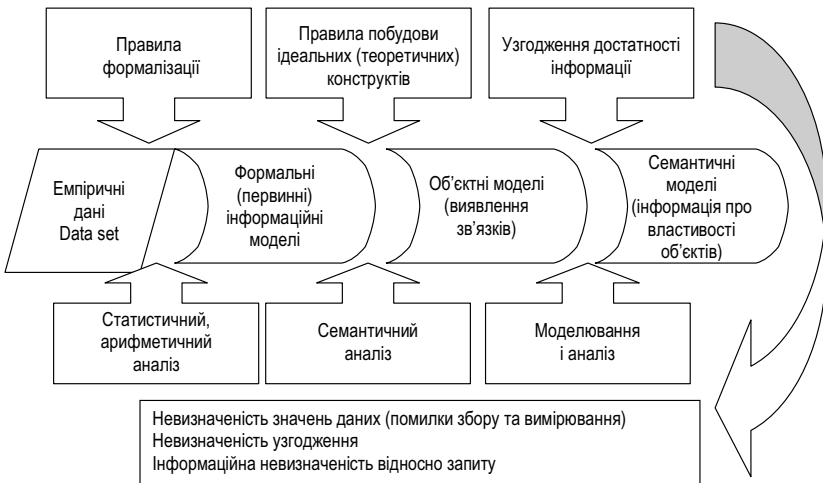 Правила
формалізації
Правила побудови
ідеальних (теоретичних)
конструктів
Узгодження достатності
інформації
Емпіричні
дані
Data set
Формальні
(первинні)
інформаційні
моделі
Об’єктні моделі
(виявлення
зв’язків)
Семантичні
моделі
(інформація про
властивості
об’єктів)
Статистичний,
арифметичний
аналіз
Семантичний
аналіз
Моделювання
і аналіз
Невизначеність значень даних (помилки збору та вимірювання)
Невизначеність узгодження
Інформаційна невизначеність відносно запиту